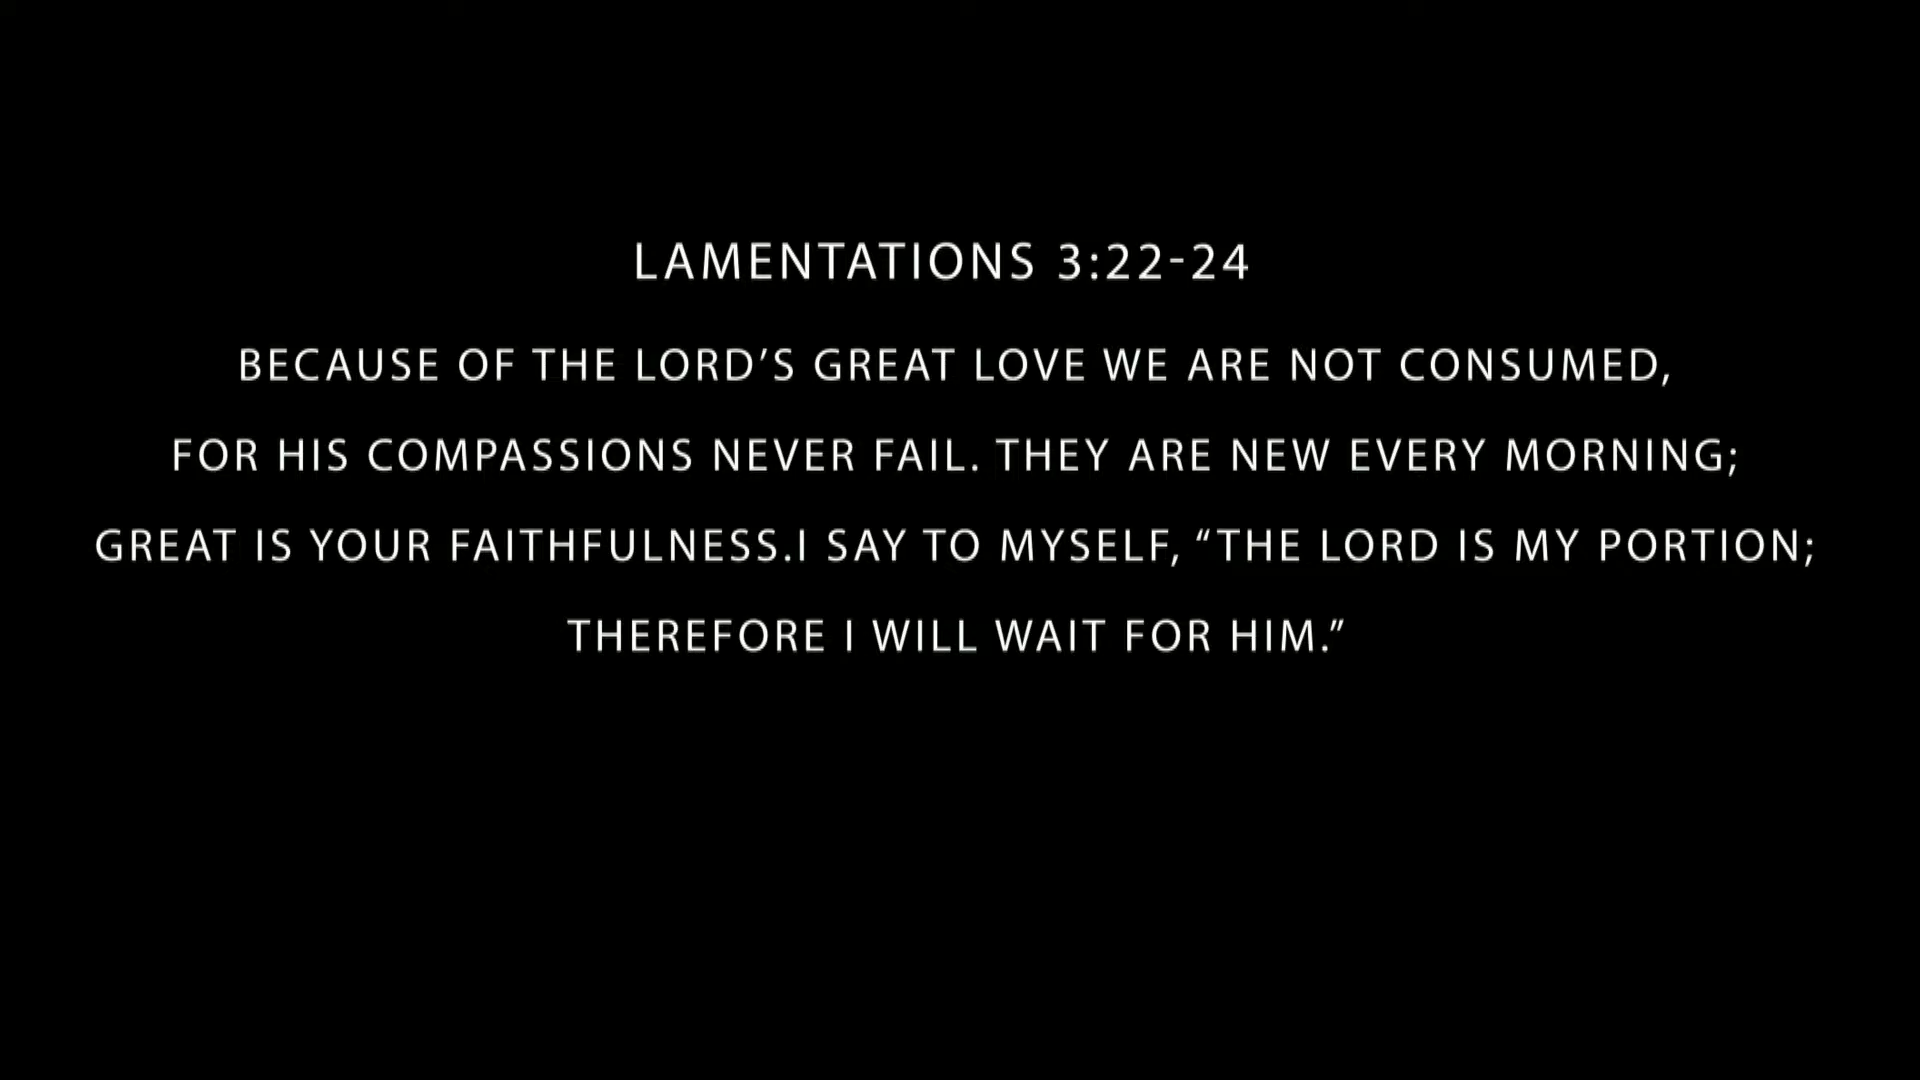 LAMENTATIONS 3:22-24
BECAUSE OF THE LORD’S GREAT LOVE WE ARE NOT CONSUMED,
FOR HIS COMPASSIONS NEVER FAIL. THEY ARE NEW EVERY MORNING;
GREAT IS YOUR FAITHFULNESS.I SAY TO MYSELF, “THE LORD IS MY PORTION;
THEREFORE I WILL WAIT FOR HIM.”